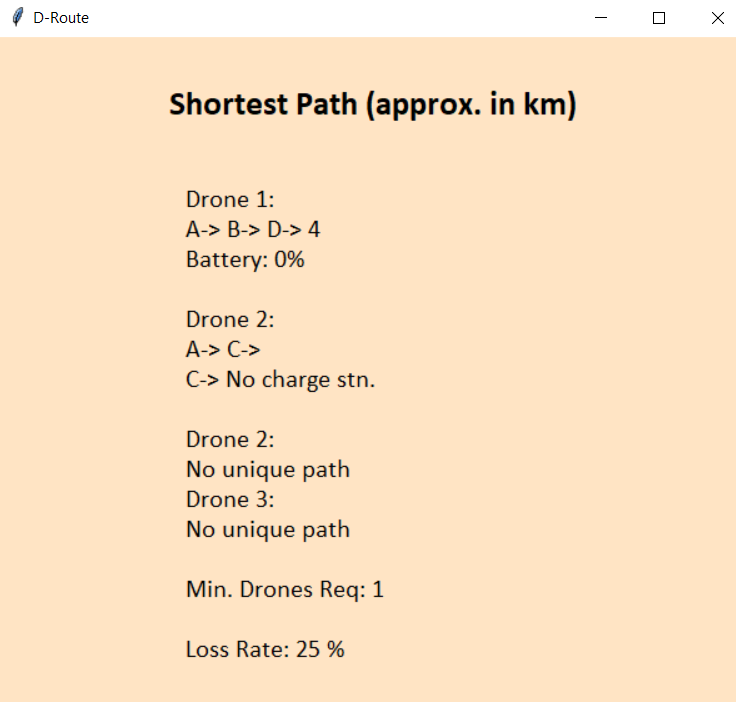 D-Route
Shortest Path (approx. in km)
Drone 1:
A-> B-> D-> 4
Battery: 0%
Drone 2:
A-> C->
C-> No charge stn.
Drone 2:
No unique path
Drone 3:
No unique path
Min. Drones Req: 1
Loss Rate: 25 %